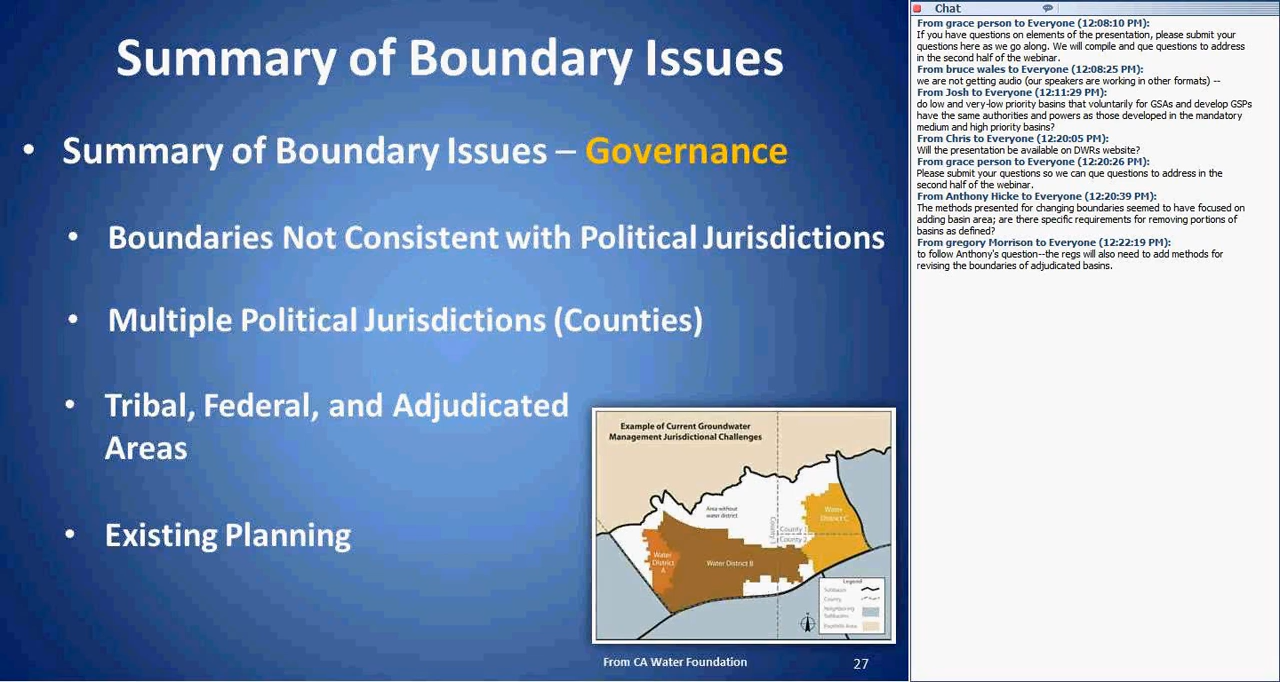 Summary of Boundary Issues
• Summary of Boundary Issues – Governance
• Boundaries Not Consistent with Political Jurisdictions
• Multiple Political Jurisdictions (Counties)
• Tribal, Federal, and Adjudicated
Areas
• Existing Planning
Example of Current Groundwater
Management Jurisdictional Challenges
Area without
water district
Water
District C
County 1
County 1
County 2
Water
District
A
Water District B
Legend
Subbasin
County
Neighboring
Subbasins
Foothills Area
From CA Water Foundation
27
Chat
From grace person to Everyone (12:08:10 PM):
If you have questions on elements of the presentation, please submit your
questions here as we go along. We will compile and que questions to address
in the second half of the webinar.
From bruce wales to Everyone (12:08:25 PM):
we are not getting audio (our speakers are working in other formats) --
From Josh to Everyone (12:11:29 PM):
do low and very-low priority basins that voluntarily for GSAs and develop GSPs
have the same authorities and powers as those developed in the mandatory
medium and high priority basins?
From Chris to Everyone (12:20:05 PM):
Will the presentation be available on DWRs website?
From grace person to Everyone (12:20:26 PM):
Please submit your questions so we can que questions to address in the
second half of the webinar.
From Anthony Hicke to Everyone (12:20:39 PM):
The methods presented for changing boundaries seemed to have focused on
adding basin area; are there specific requirements for removing portions of
basins as defined?
From gregory Morrison to Everyone (12:22:19 PM):
to follow Anthony's question--the regs will also need to add methods for
revising the boundaries of adjudicated basins.